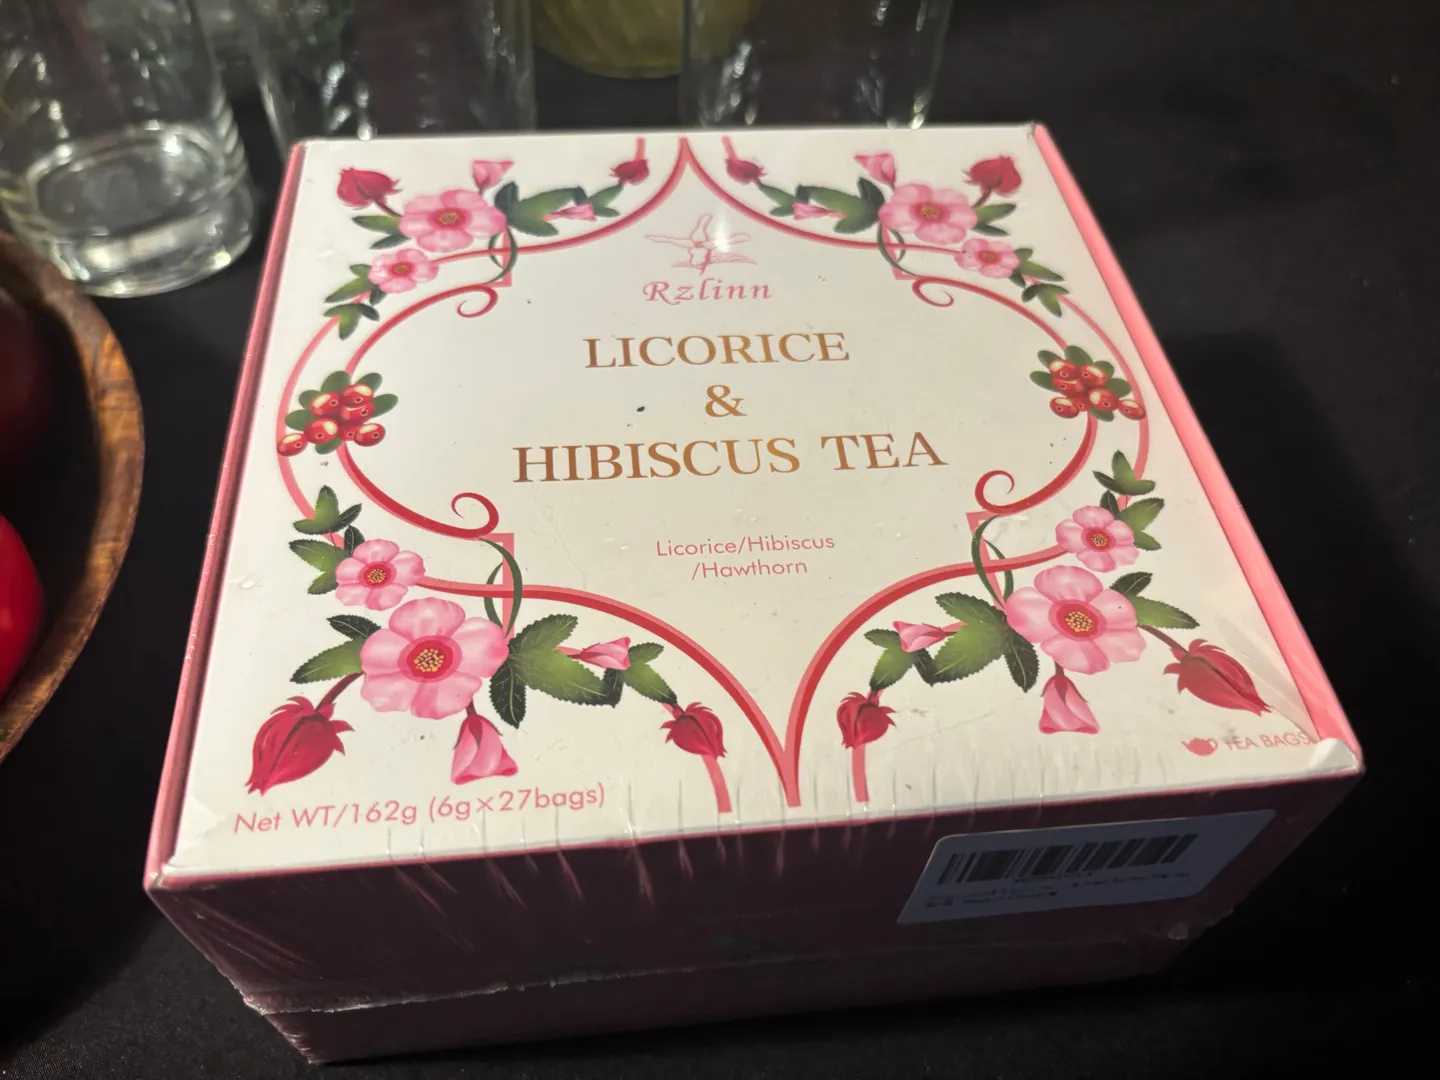 Rzlinn
LICORICE
&
HIBISCUS TEA
Licorice/Hibiscus
/Hawthorn
Net WT/162g (6g×27bags)
TEA BAGS